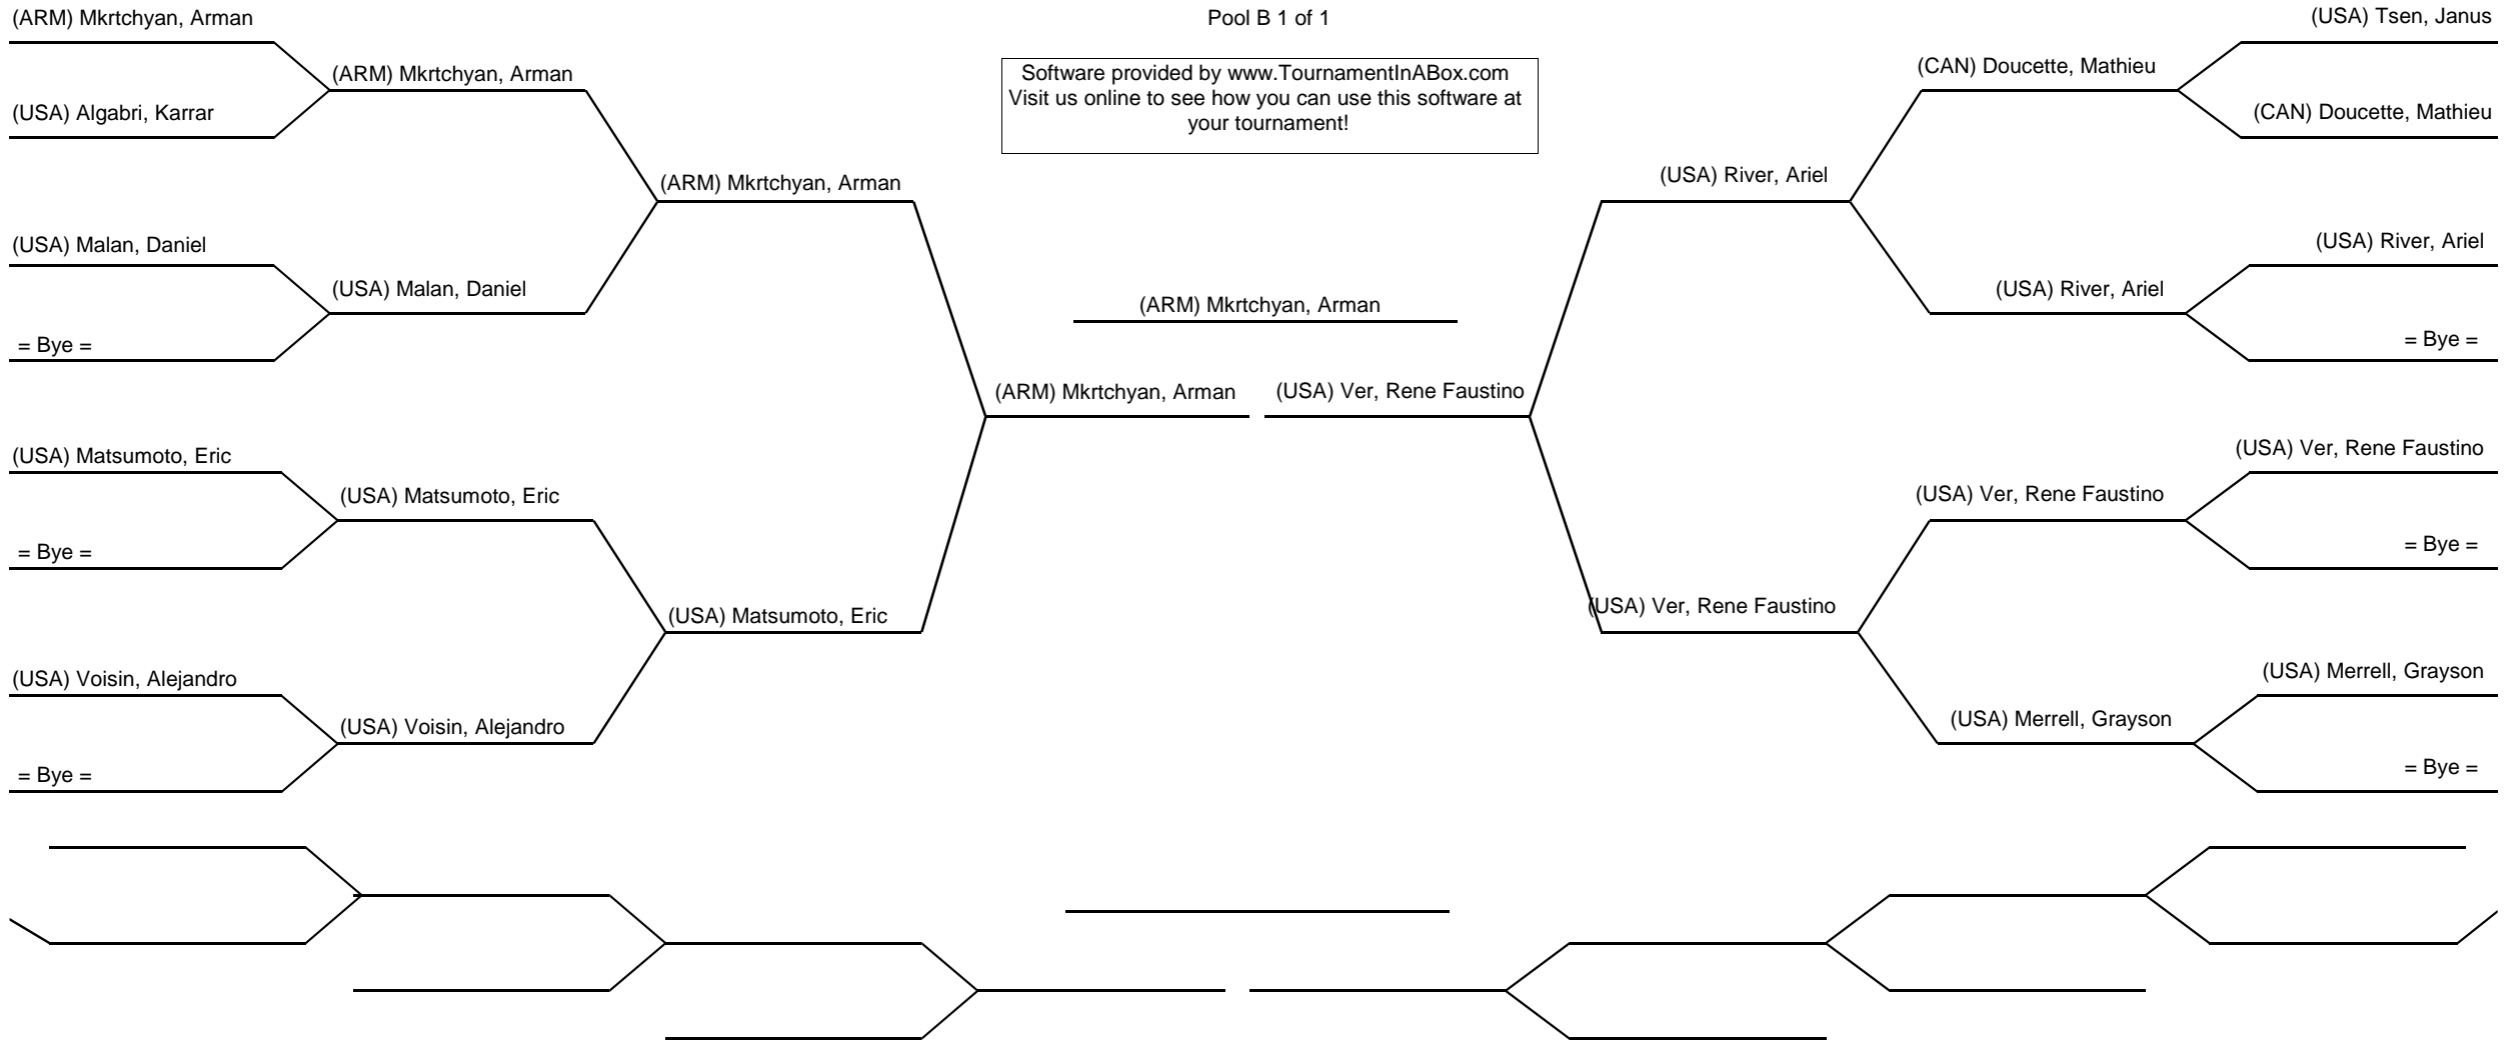 (ARM) Mkrtchyan, Arman
(USA) Algabri, Karrar
(USA) Malan, Daniel
= Bye =
(USA) Matsumoto, Eric
= Bye =
(USA) Voisin, Alejandro
= Bye =
(ARM) Mkrtchyan, Arman
(USA) Malan, Daniel
(USA) Matsumoto, Eric
(USA) Voisin, Alejandro
(ARM) Mkrtchyan, Arman
(USA) Matsumoto, Eric
(ARM) Mkrtchyan, Arman
Pool B 1 of 1
Software provided by www.TournamentInABox.com
Visit us online to see how you can use this software at
your tournament!
(ARM) Mkrtchyan, Arman
(USA) Ver, Rene Faustino
(USA) River, Ariel
(USA) Ver, Rene Faustino
(CAN) Doucette, Mathieu
(USA) River, Ariel
(USA) Ver, Rene Faustino
(USA) Merrell, Grayson
(USA) Tsen, Janus
(CAN) Doucette, Mathieu
(USA) River, Ariel
= Bye =
(USA) Ver, Rene Faustino
= Bye =
(USA) Merrell, Grayson
= Bye =